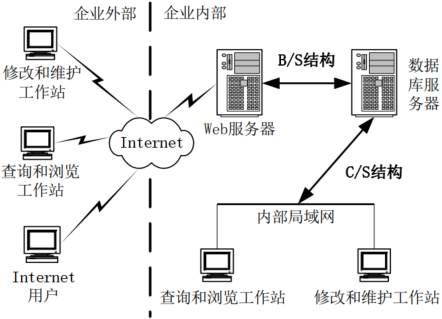 企业外部
企业内部
修改和维护
工作站
B/S结构
数据
库服
务器
Web服务器
Internet
查询和浏览
工作站
C/S结构
内部局域网
Internet
用户
查询和浏览工作站
修改和维护工作站